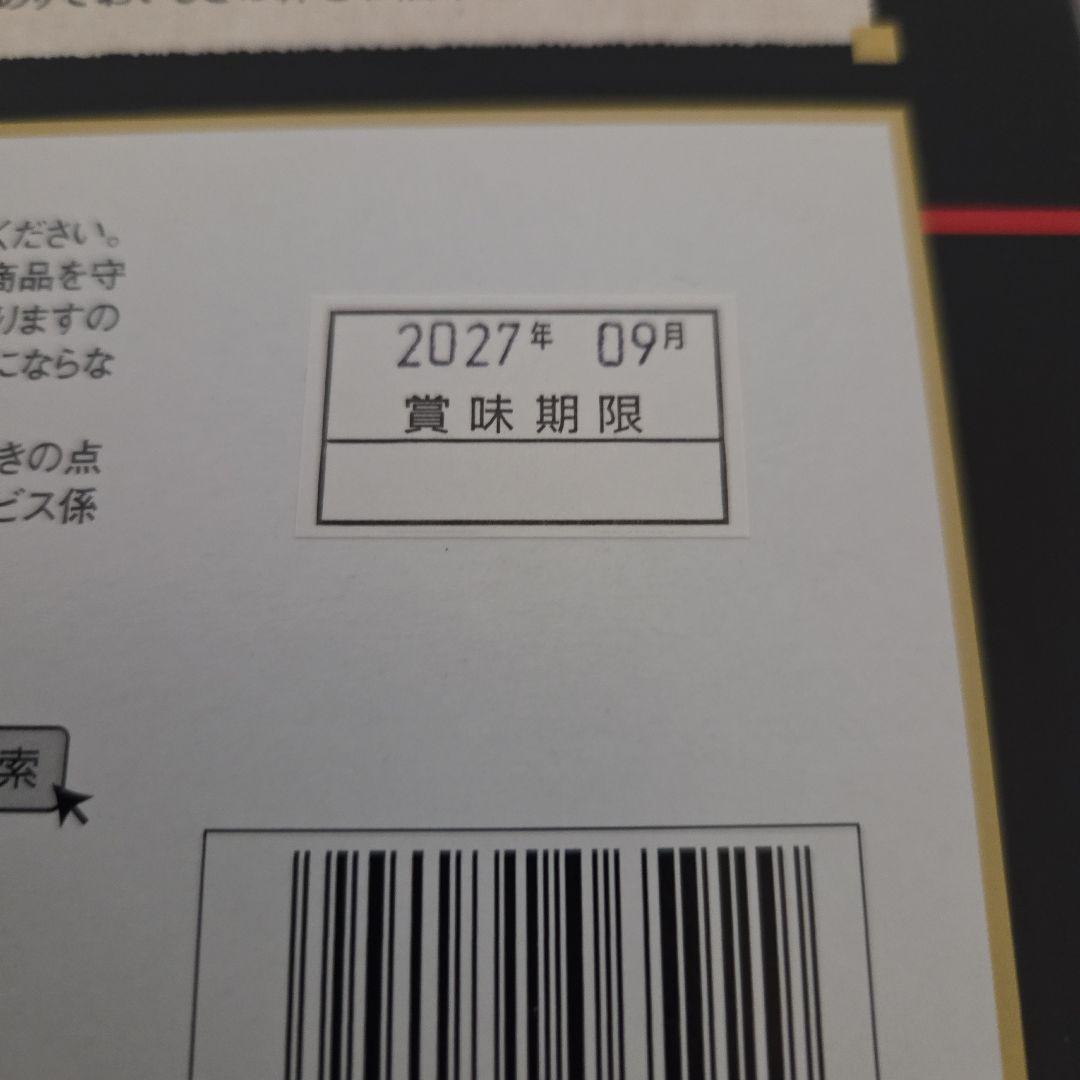 ください。
商品を守
りますの
にならな
きの点
ビス係
2027年 09月
賞味期限
索